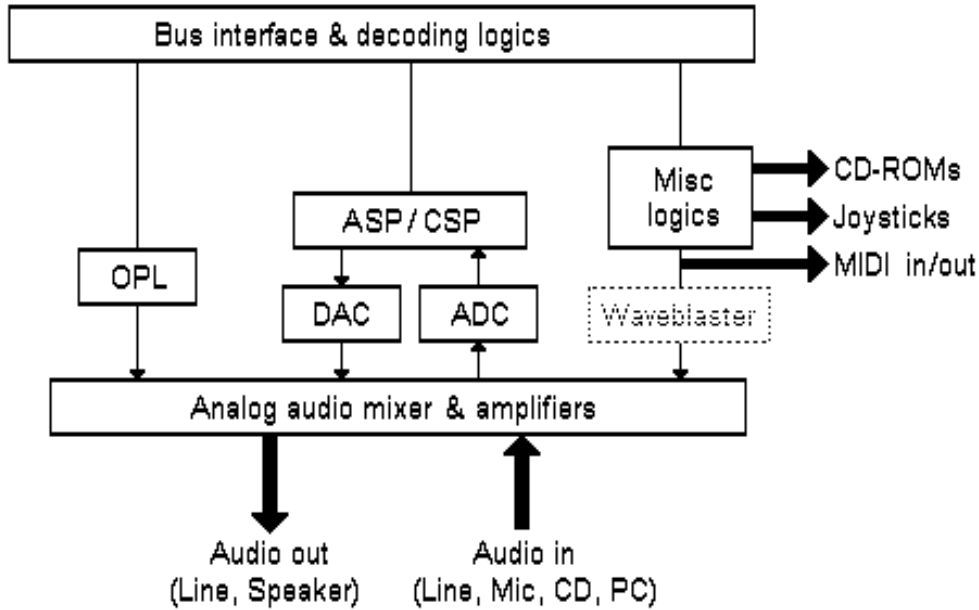 Bus interface & decoding logics
Misc
logics
CD-ROMs
Joysticks
MIDI in/out
ASP / CSP
OPL
DAC
ADC
Waveblaster
Analog audio mixer & amplifiers
Audio out
(Line, Speaker)
Audio in
(Line, Mic, CD, PC)